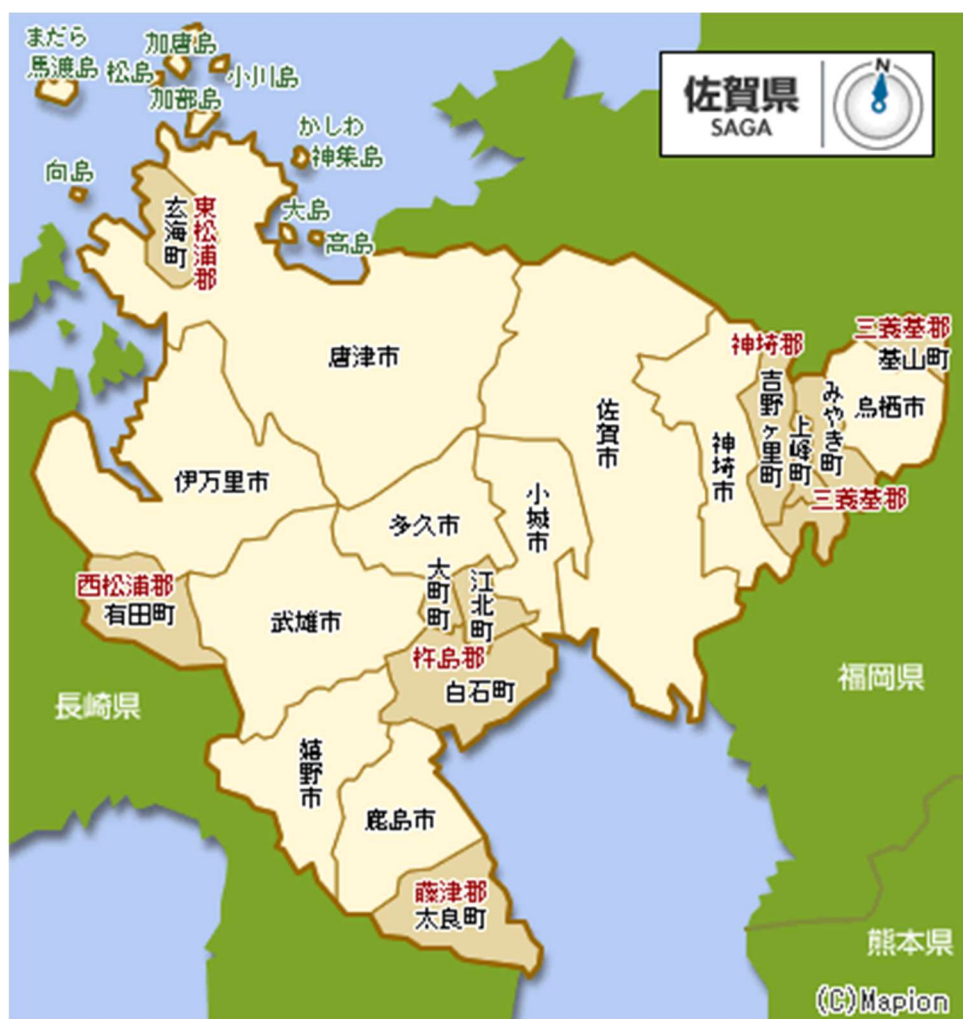 まだら
馬渡島
松島
加唐島
小川島
加部島
かしわ
神集島
向島
大島
高島
佐賀県
SAGA
N
東松浦郡
玄海町
唐津市
伊万里市
佐賀市
神埼郡
吉野ヶ里町
三養基郡
基山町
鳥栖市
みやき町
上峰町
神埼市
三養基郡
小城市
多久市
大町町
江北町
西松浦郡
有田町
武雄市
杵島郡
白石町
長崎県
福岡県
嬉野市
鹿島市
藤津郡
太良町
熊本県
(C)Mapion